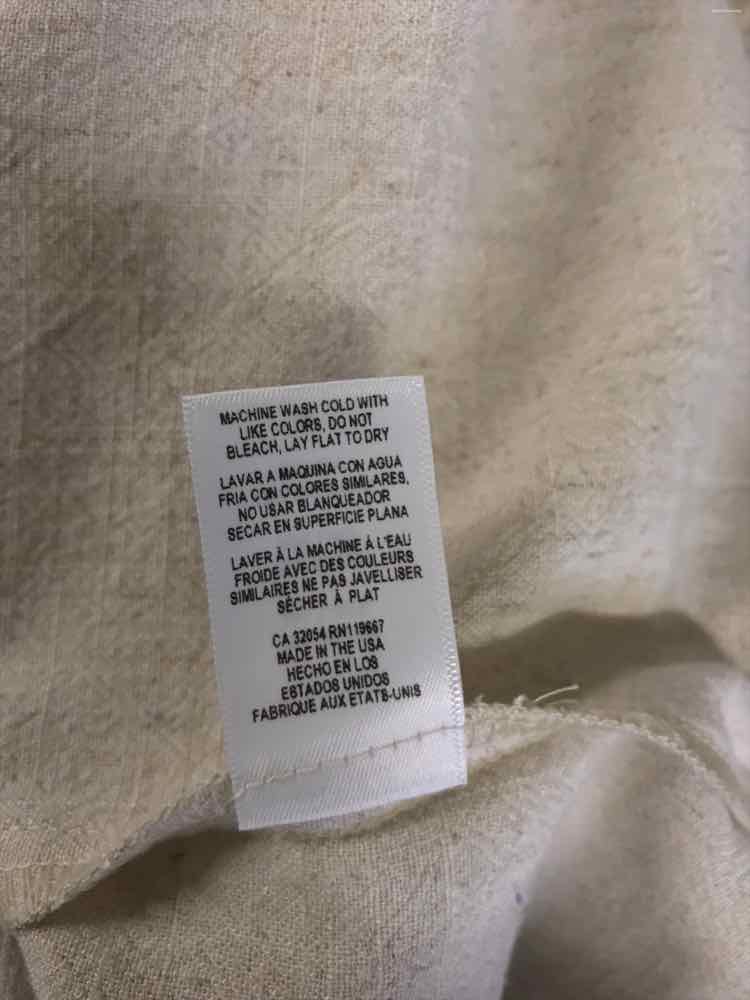 MACHINE WASH COLD WITH
LIKE COLORS, DO NOT
BLEACH, LAY FLAT TO DRY
LAVAR A MAQUINA CON AGUA
FRIA CON COLORES SIMILARES,
NO USAR BLANQUEADOR
SECAR EN SUPERFICIE PLANA
LAVER À LA MACHINE À L'EAU
FROIDE AVEC DES COULEURS
SIMILAIRES NE PAS JAVELLISER
SÉCHER À PLAT
CA 32054 RN119667
MADE IN THE USA
HECHO EN LOS
ESTADOS UNIDOS
FABRIQUE AUX ETATS-UNIS